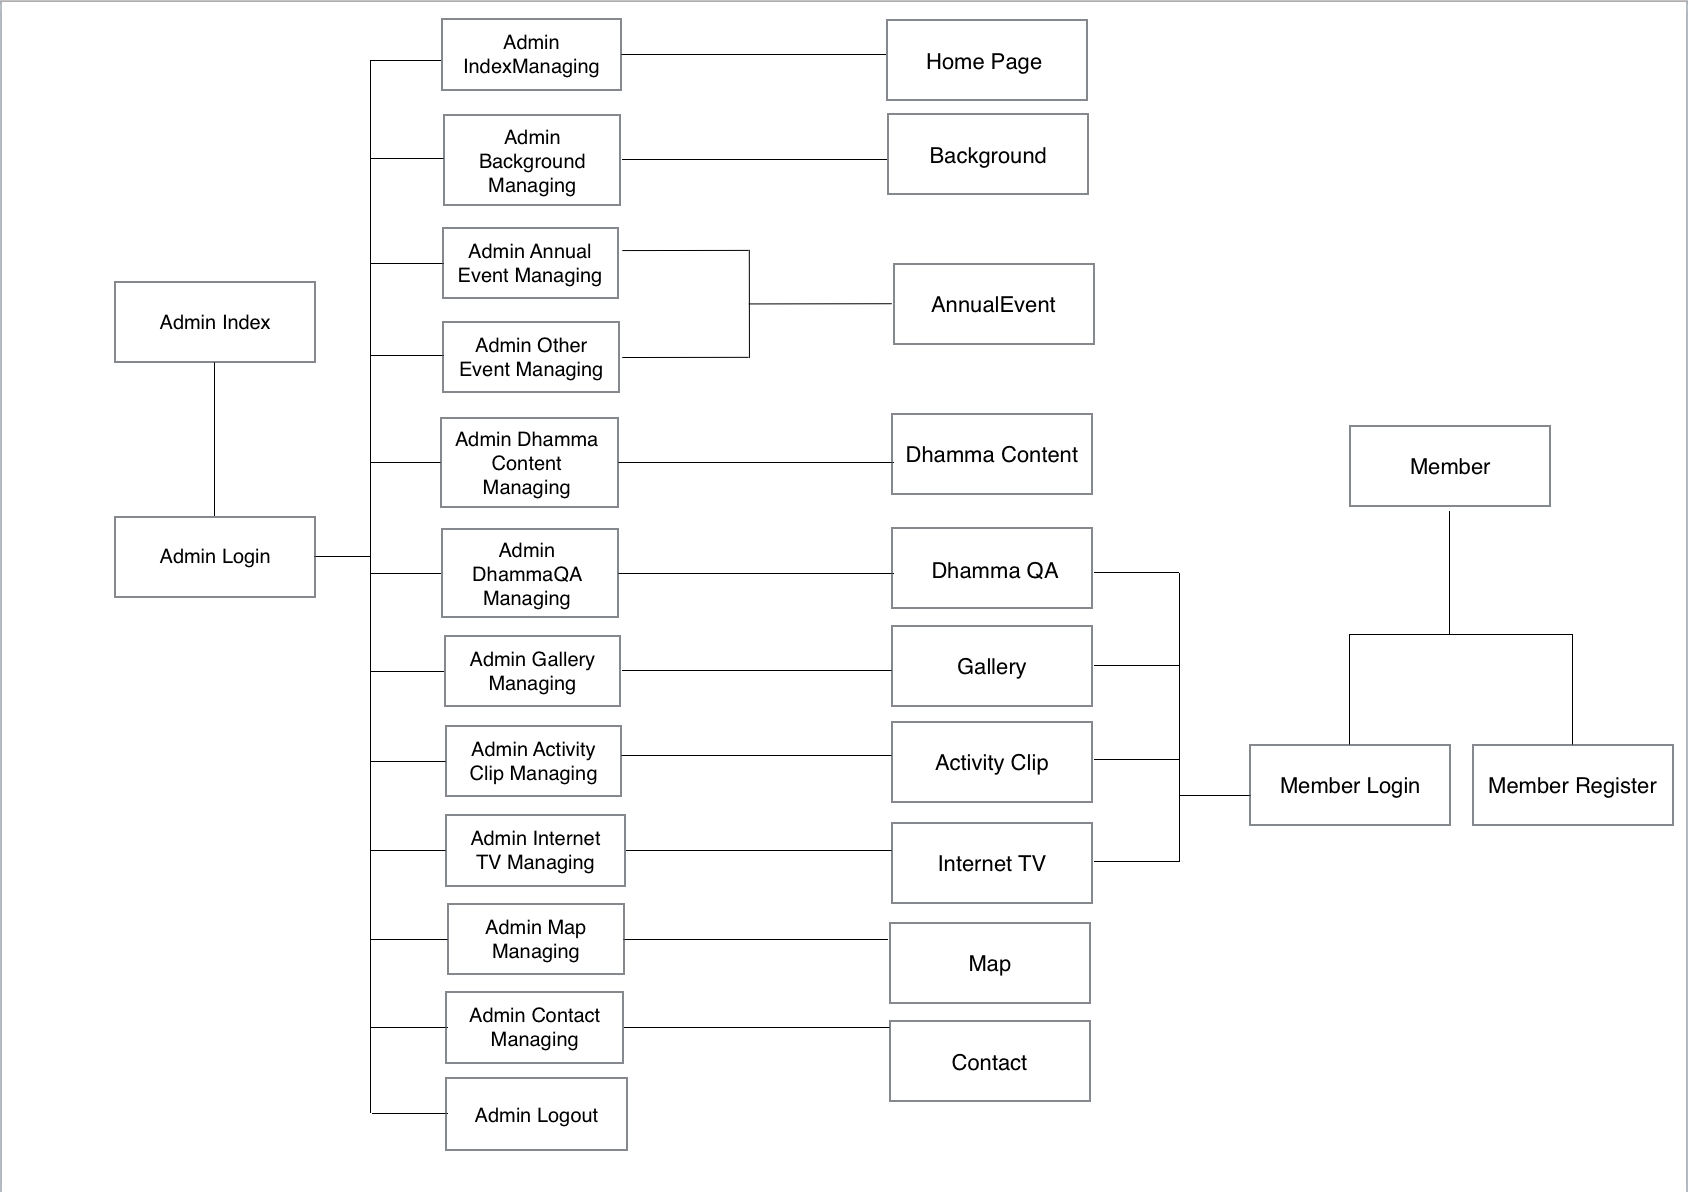 Admin
IndexManaging
Home Page
Admin
Background
Managing
Background
Admin Annual
Event Managing
AnnualEvent
Admin Index
Admin Other
Event Managing
Admin Dhamma
Content
Managing
Dhamma Content
Member
Admin Login
Admin
DhammaQA
Managing
Dhamma QA
Admin Gallery
Managing
Gallery
Admin Activity
Clip Managing
Activity Clip
Member Login
Member Register
Admin Internet
TV Managing
Internet TV
Admin Map
Managing
Map
Admin Contact
Managing
Contact
Admin Logout